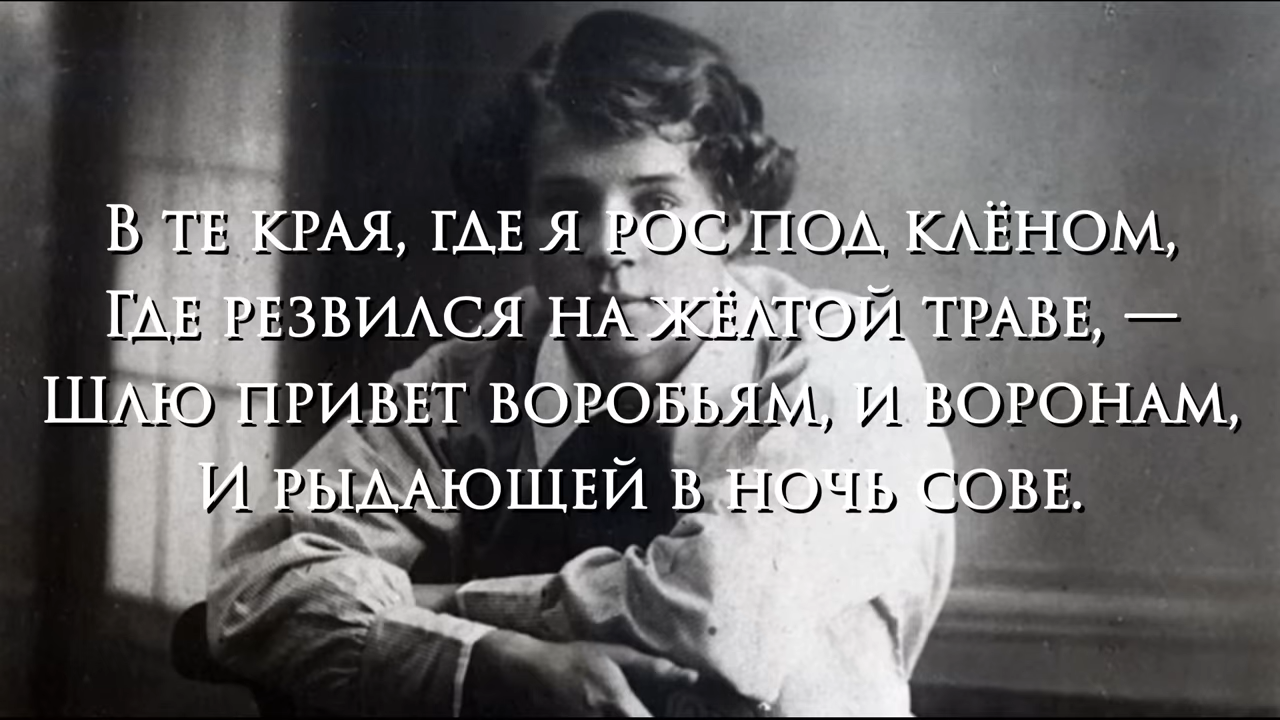 В те края, где я рос под клёном,
Где резвился на жёлтой траве, —
Шлю привет воробьям, и воронам,
И рыдающей в ночь сове.